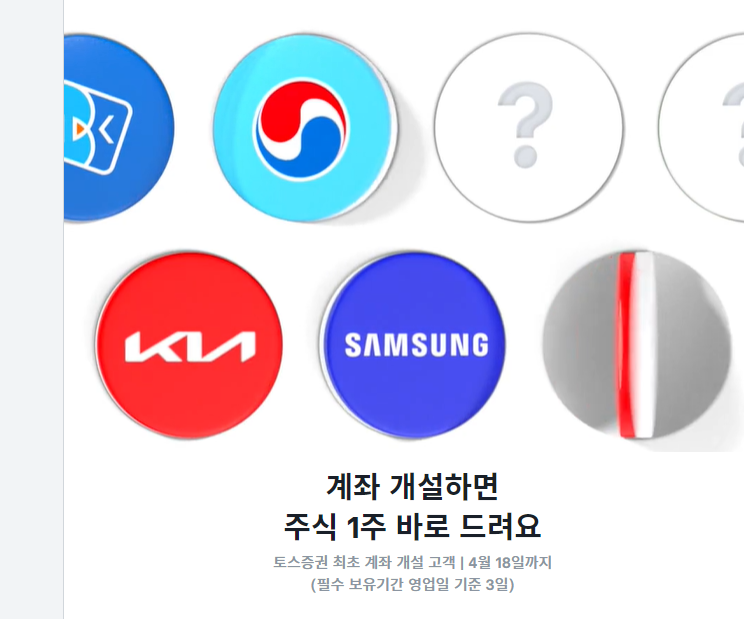 ?
?
KIA
SAMSUNG
계좌 개설하면
주식 1주 바로 드려요
토스증권 최초 계좌 개설 고객 | 4월 18일까지
(필수 보유기간 영업일 기준 3일)